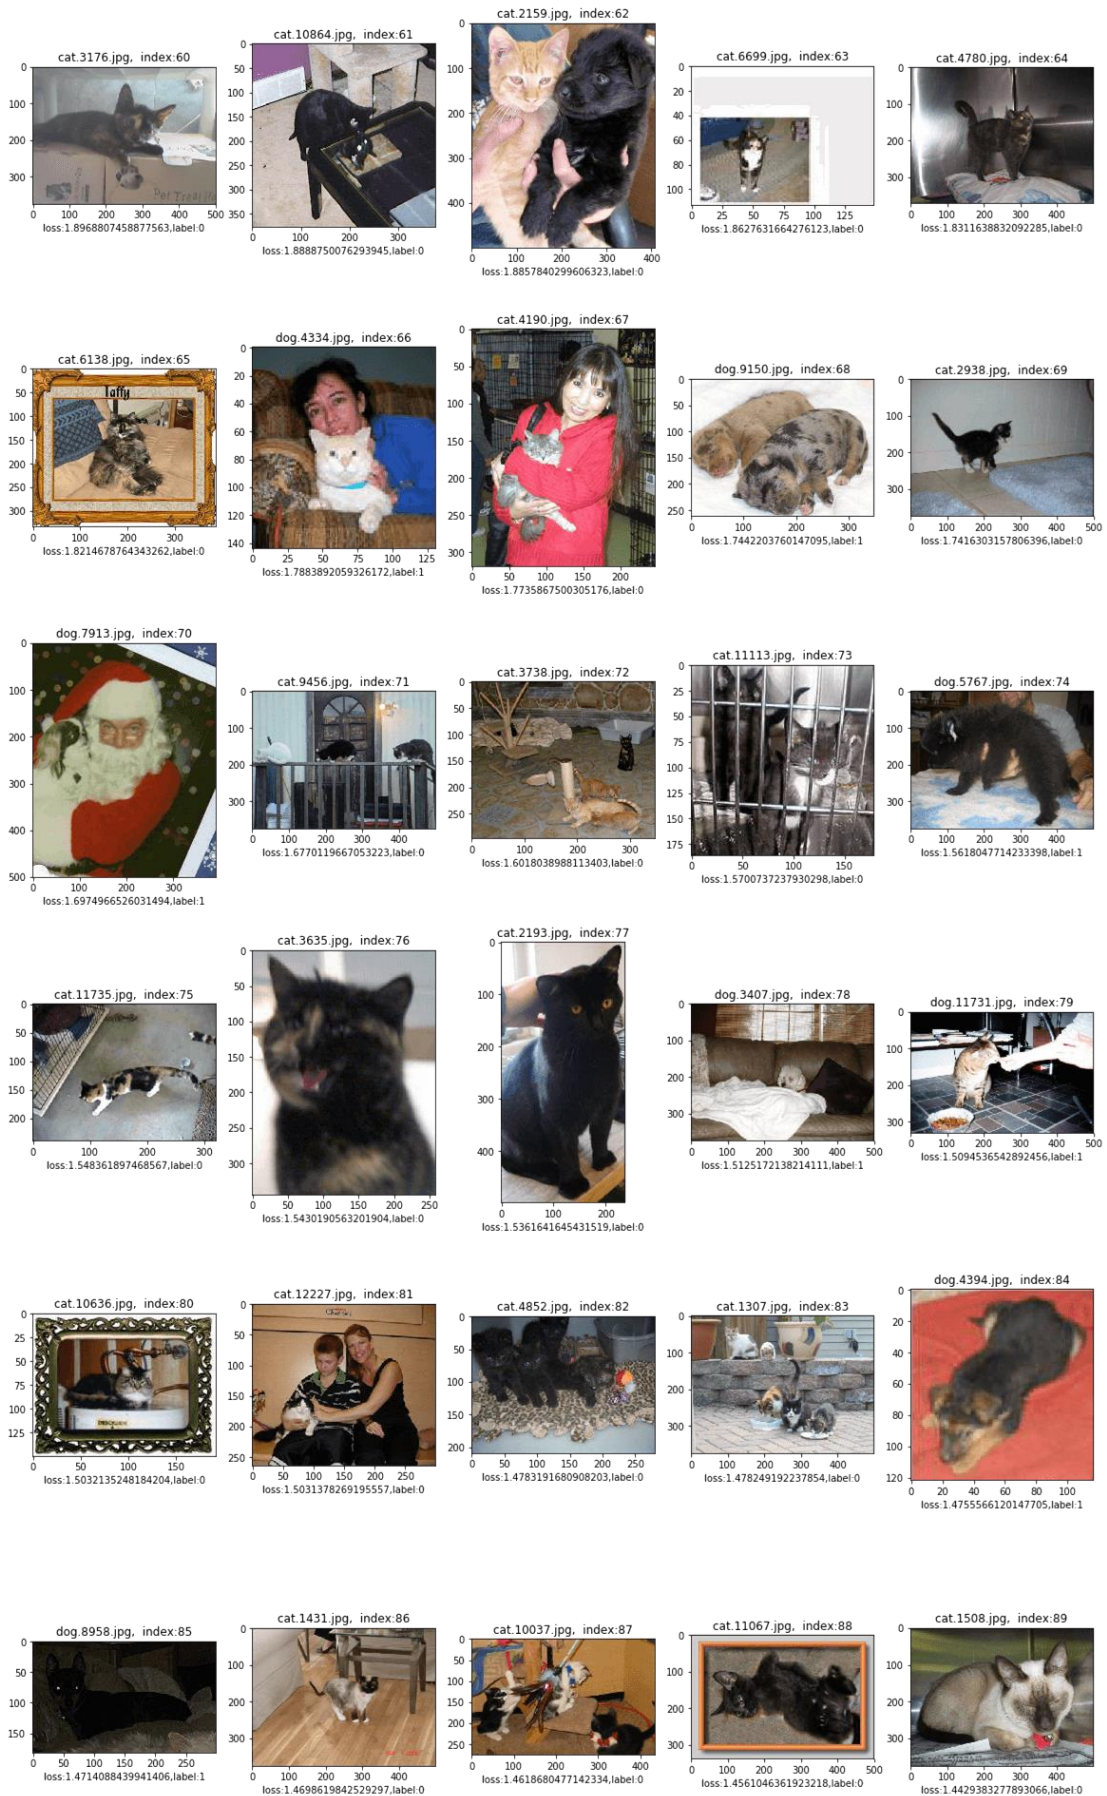 cat.3176.jpg, index:60
loss:1.8968807458877563,label:0
cat.10864.jpg, index:61
loss:1.8888750076293945,label:0
cat.2159.jpg, index:62
loss:1.8857840299606323,label:0
cat.6699.jpg, index:63
loss:1.8627631664276123,label:0
cat.4780.jpg, index:64
loss:1.8311638832092285,label:0
cat.6138.jpg, index:65
Taffy
loss:1.8214678764343262,label:0
dog.4334.jpg, index:66
loss:1.7883892059326172,label:1
cat.4190.jpg, index:67
loss:1.7735867500305176,label:0
dog.9150.jpg, index:68
loss:1.7442203760147095,label:1
cat.2938.jpg, index:69
loss:1.7416303157806396,label:0
dog.7913.jpg, index:70
loss:1.6974966526031494,label:1
cat.9456.jpg, index:71
loss:1.6770119667053223,label:0
cat.3738.jpg, index:72
loss:1.6018038988113403,label:0
cat.11113.jpg, index:73
loss:1.5700737237930298,label:0
dog.5767.jpg, index:74
loss:1.5618047714233398,label:1
cat.11735.jpg, index:75
loss:1.548361897468567,label:0
cat.3635.jpg, index:76
loss:1.5430190563201904,label:0
cat.2193.jpg, index:77
loss:1.5361641645431519,label:0
dog.3407.jpg, index:78
loss:1.5125172138214111,label:1
dog.11731.jpg, index:79
loss:1.5094536542892456,label:1
cat.10636.jpg, index:80
loss:1.5032135248184204,label:0
cat.12227.jpg, index:81
loss:1.5031378269195557,label:0
cat.4852.jpg, index:82
loss:1.4783191680908203,label:0
cat.1307.jpg, index:83
loss:1.478249192237854,label:0
dog.4394.jpg, index:84
loss:1.4755566120147705,label:1
dog.8958.jpg, index:85
loss:1.4714088439941406,label:1
cat.1431.jpg, index:86
loss:1.4698619842529297,label:0
cat.10037.jpg, index:87
loss:1.4618680477142334,label:0
cat.11067.jpg, index:88
loss:1.4561046361923218,label:0
cat.1508.jpg, index:89
loss:1.4429383277893066,label:0